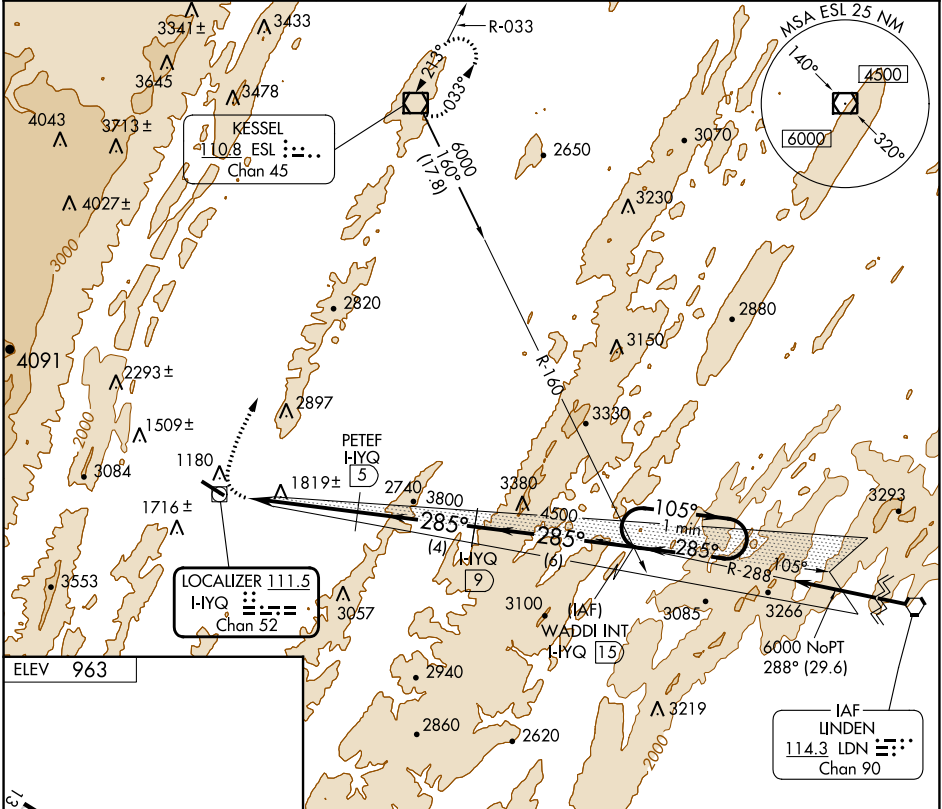 3341±
3433
R-033
MSA ESL 25 NM
3645
213°
140°
4500
3478
033°
4043
3713±
KESSEL
110.8 ESL
Chan 45
6000
160°
(17.8)
2650
3070
6000
320°
4027±
3230
3000
2820
2880
R-160
3150
4091
2293±
2897
3330
1509±
PETEF
I-IYQ
5
2000
3084
1180
1819±
2740
3800
3380
4500
105°
1 min
3293
1716±
285°
(4)
285°
(6)
285°
R-288
105°
I-IYQ
9
3553
LOCALIZER 111.5
I-IYQ
Chan 52
3057
3100
(IAF)
WADDI INT
I-IYQ 15
3085
3266
6000 NoPT
288° (29.6)
ELEV 963
2940
3219
2860
2620
2000
IAF
LINDEN
114.3 LDN
Chan 90
13